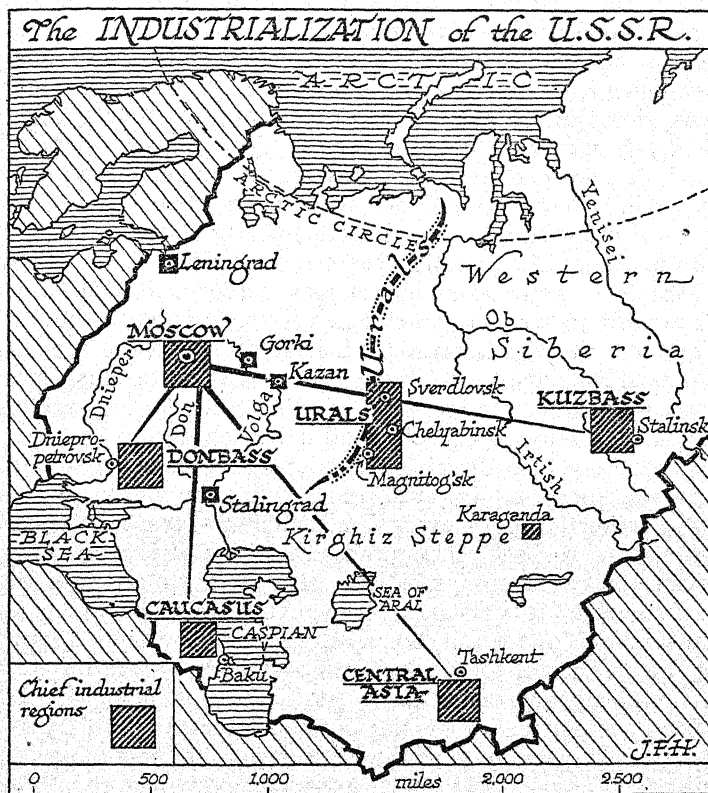 The INDUSTRIALIZATION of the U.S.S.R.
ARCTIC
ARCTIC CIRCLE
Yenisei
Urals
Leningrad
Western
Ob
Siberia
MOSCOW
Gorki
Kazan
Dnieper
Don
Volga
Sverdlovsk
URALS
Chelyabinsk
Magnitog'sk
KUZBASS
Stalinsk
Irtish
Dniepro-
petrovsk
DONBASS
Stalingrad
Karaganda
Kirghiz Steppe
BLACK
SEA
SEA OF
ARAL
CAUCASUS
CASPIAN
Baku
Tashkent
CENTRAL
ASIA
Chief industrial
regions
J.F.H.
0 500 1,000 miles 2,000 2,500